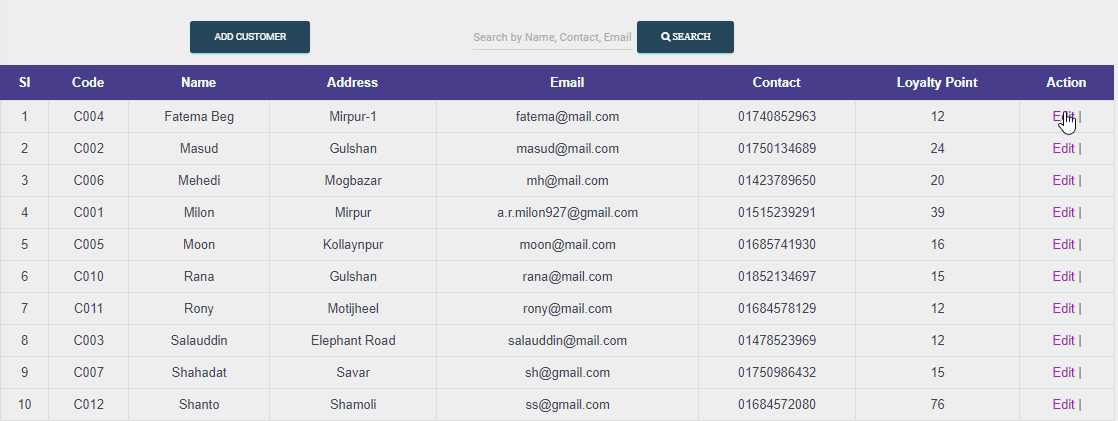 ADD CUSTOMER Search by Name, Contact, Email SEARCH
Sl Code Name Address Email Contact Loyalty Point Action
1 C004 Fatema Beg Mirpur-1 fatema@mail.com 01740852963 12 Edit |
2 C002 Masud Gulshan masud@mail.com 01750134689 24 Edit |
3 C006 Mehedi Mogbazar mh@mail.com 01423789650 20 Edit |
4 C001 Milon Mirpur a.r.milon927@gmail.com 01515239291 39 Edit |
5 C005 Moon Kollaynpur moon@mail.com 01685741930 16 Edit |
6 C010 Rana Gulshan rana@mail.com 01852134697 15 Edit |
7 C011 Rony Motijheel rony@mail.com 01684578129 12 Edit |
8 C003 Salauddin Elephant Road salauddin@mail.com 01478523969 12 Edit |
9 C007 Shahadat Savar sh@gmail.com 01750986432 15 Edit |
10 C012 Shanto Shamoli ss@gmail.com 01684572080 76 Edit |